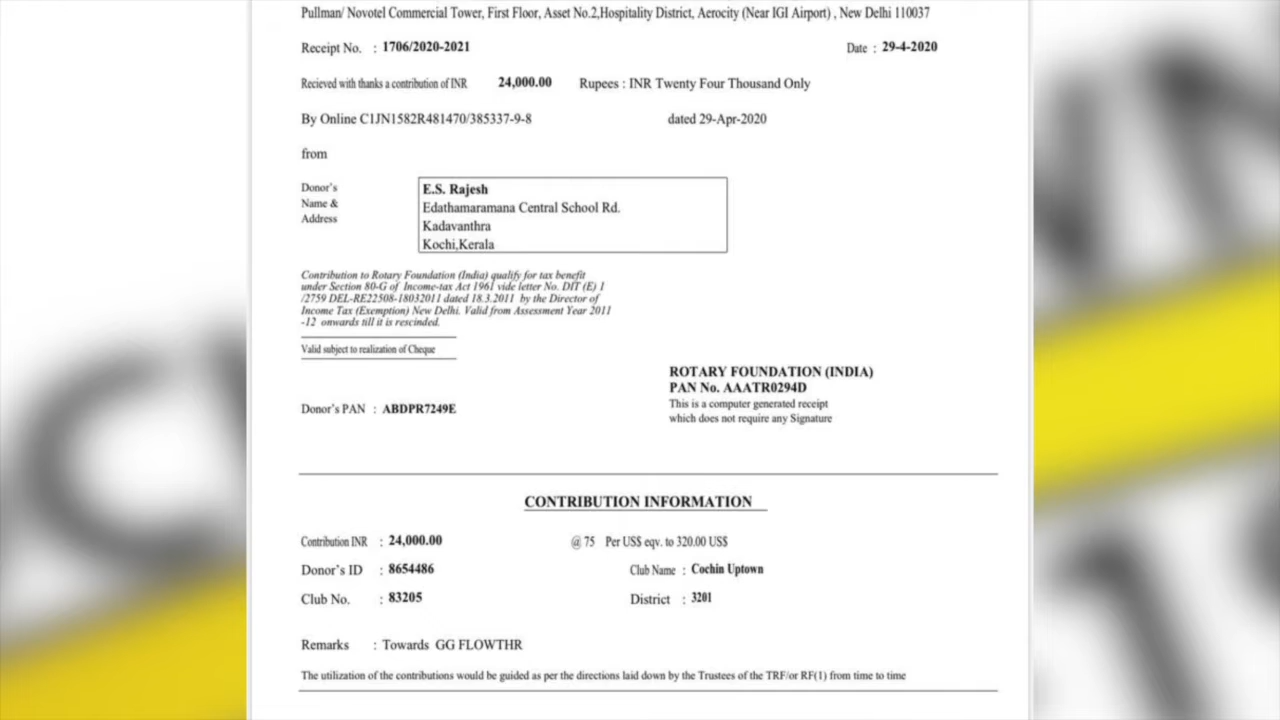 Pullman/ Novotel Commercial Tower, First Floor, Asset No.2,Hospitality District, Aerocity (Near IGI Airport) , New Delhi 110037
Receipt No. : 1706/2020-2021 Date : 29-4-2020
Recieved with thanks a contribution of INR 24,000.00 Rupees : INR Twenty Four Thousand Only
By Online C1JN1582R481470/385337-9-8 dated 29-Apr-2020
from
Donor's
Name &
Address
E.S. Rajesh
Edathamaramana Central School Rd.
Kadavanthra
Kochi,Kerala
Contribution to Rotary Foundation (India) qualify for tax benefit
under Section 80-G of Income-tax Act 1961 vide letter No. DIT (E) 1
/2759 DEL-RE22508-18032011 dated 18.3.2011 by the Director of
Income Tax (Exemption) New Delhi. Valid from Assessment Year 2011
-12 onwards till it is rescinded.
Valid subject to realization of Cheque
ROTARY FOUNDATION (INDIA)
PAN No. AAATR0294D
This is a computer generated receipt
which does not require any Signature
Donor's PAN : ABDPR7249E
CONTRIBUTION INFORMATION
Contribution INR : 24,000.00 @ 75 Per US$ eqv. to 320.00 US$
Donor's ID : 8654486 Club Name : Cochin Uptown
Club No. : 83205 District : 3201
Remarks : Towards GG FLOWTHR
The utilization of the contributions would be guided as per the directions laid down by the Trustees of the TRF/or RF(1) from time to time